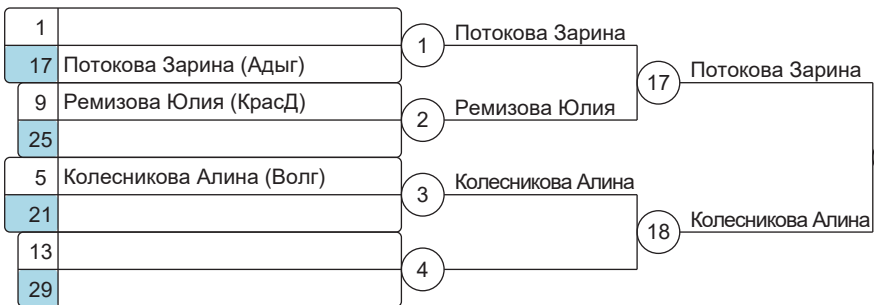 1
17 Потокова Зарина (Адыг)
9 Ремизова Юлия (КрасД)
25
5 Колесникова Алина (Волг)
21
13
29
1 Потокова Зарина
2 Ремизова Юлия
3 Колесникова Алина
4
17 Потокова Зарина
18 Колесникова Алина